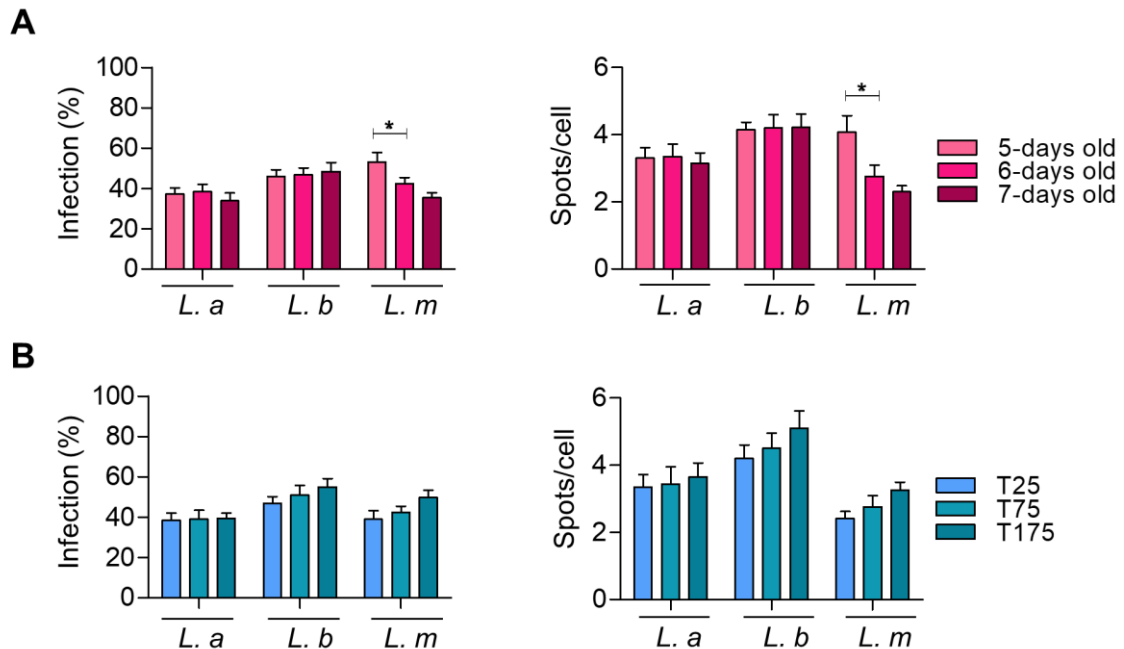 A
Infection (%)
100
80
60
40
20
0
*
L. a
L. b
L. m
Spots/cell
6
4
2
0
*
L. a
L. b
L. m
5-days old
6-days old
7-days old
B
Infection (%)
100
80
60
40
20
0
L. a
L. b
L. m
Spots/cell
6
4
2
0
L. a
L. b
L. m
T25
T75
T175